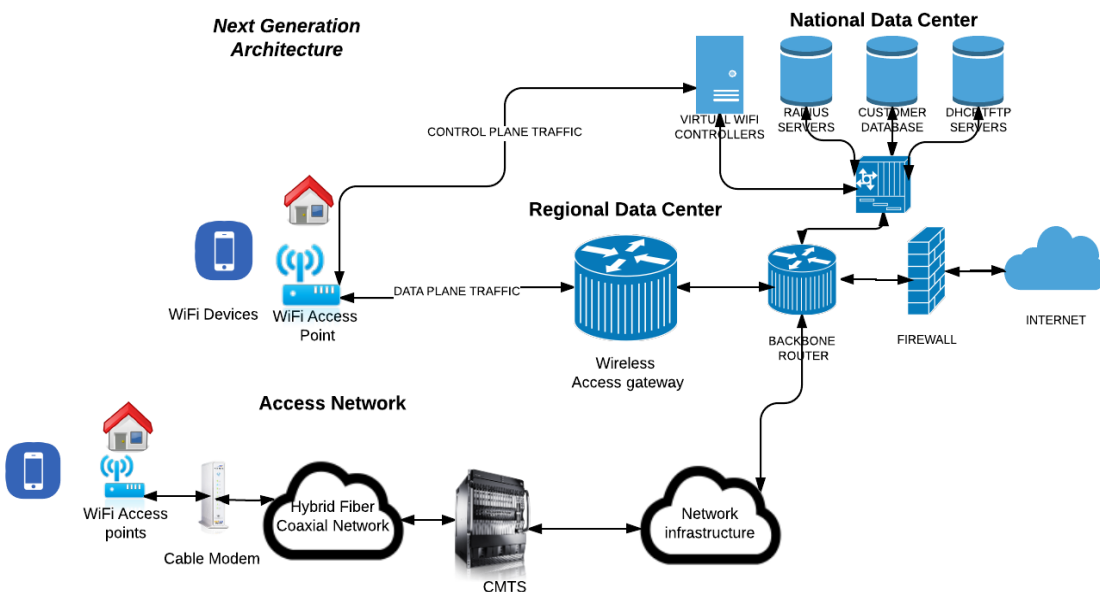 Next Generation
Architecture
National Data Center
VIRTUAL WIFI
CONTROLLERS
RADIUS
SERVERS
CUSTOMER
DATABASE
DHCP/TFTP
SERVERS
CONTROL PLANE TRAFFIC
Regional Data Center
WiFi Devices
WiFi Access
Point
DATA PLANE TRAFFIC
Wireless
Access gateway
BACKBONE
ROUTER
FIREWALL
INTERNET
Access Network
WiFi Access
points
Cable Modem
Hybrid Fiber
Coaxial Network
CMTS
Network
infrastructure